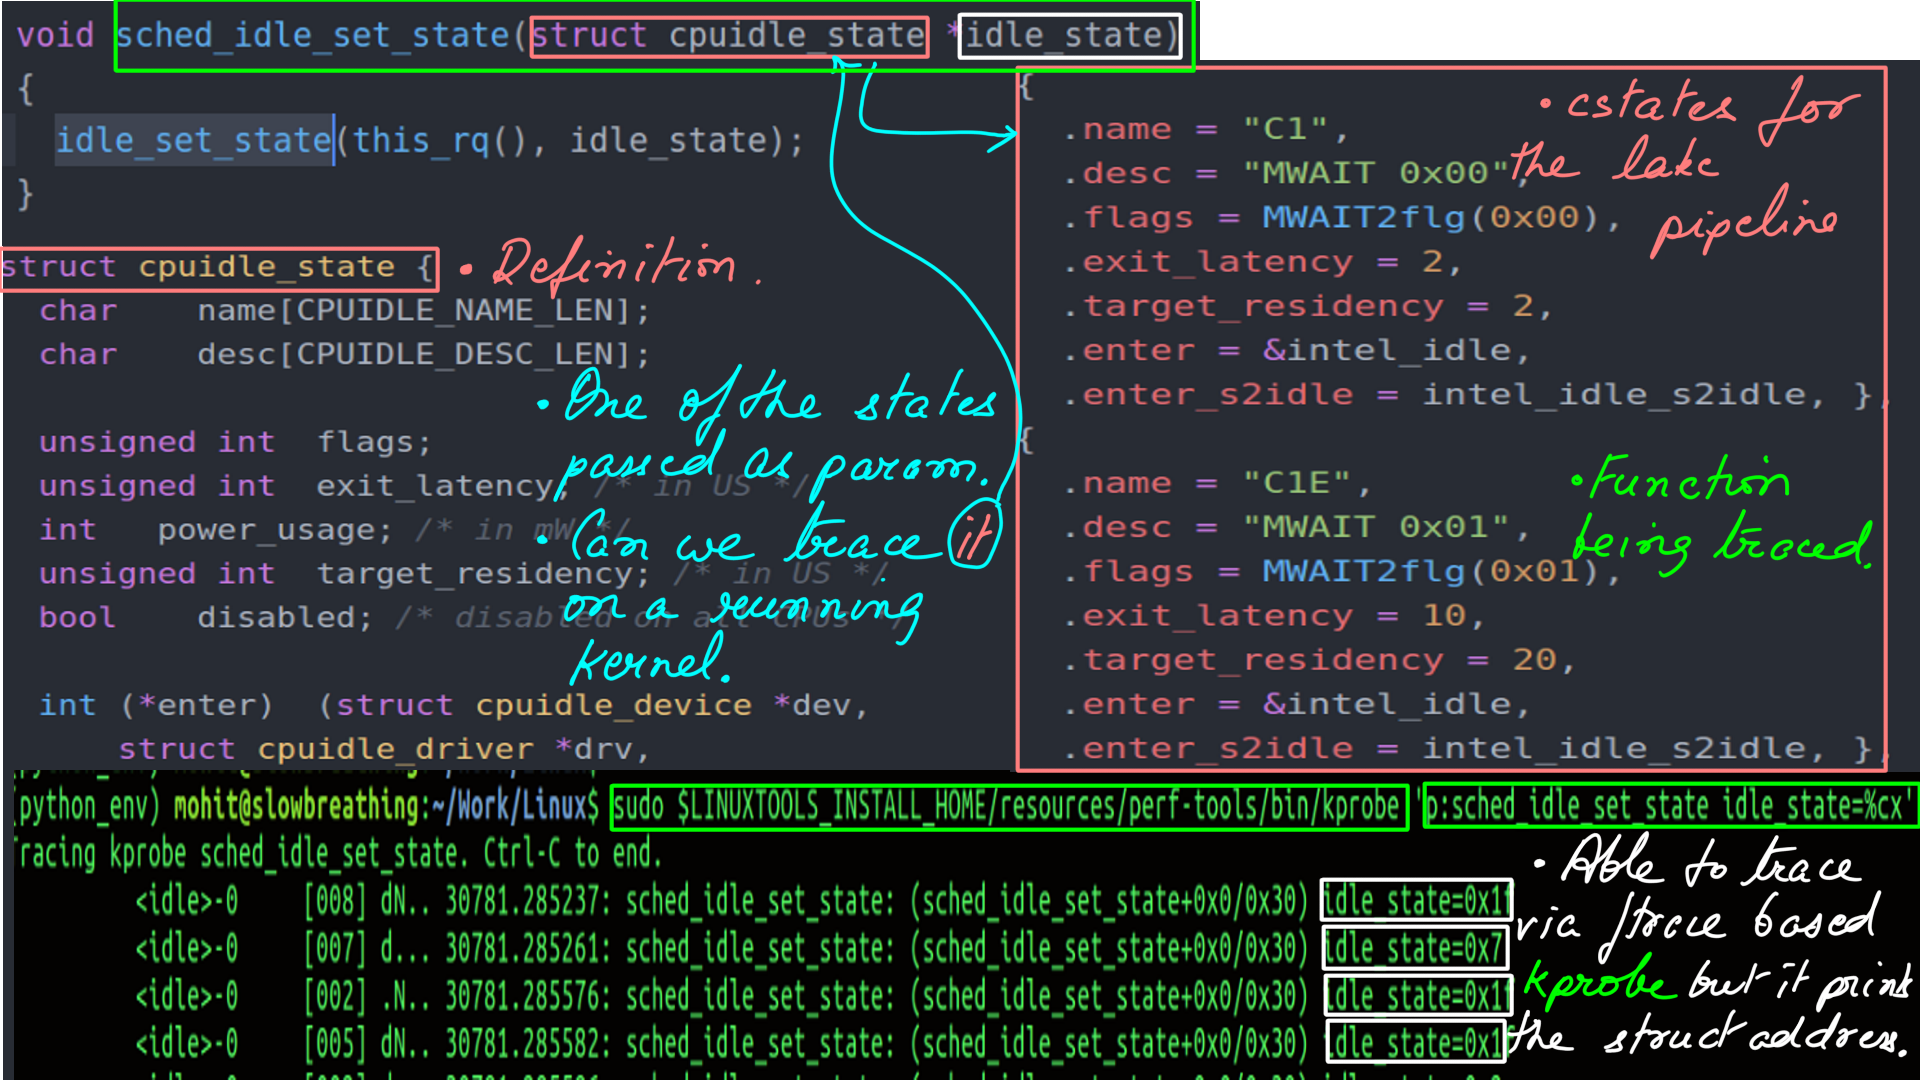 void sched_idle_set_state(struct cpuidle_state *idle_state)
{
idle_set_state(this_rq(), idle_state);
}
struct cpuidle_state {
• Definition.
char name[CPUIDLE_NAME_LEN];
char desc[CPUIDLE_DESC_LEN];
unsigned int flags;
unsigned int exit_latency; /* in US */
int power_usage; /* in mW */
unsigned int target_residency; /* in US */
bool disabled; /* disabled on all CPUs */
int (*enter) (struct cpuidle_device *dev,
struct cpuidle_driver *drv,
• One of the states
passed as param.
• Can we trace it
on a running
kernel.
{
.name = "C1",
.desc = "MWAIT 0x00",
.flags = MWAIT2flg(0x00),
.exit_latency = 2,
.target_residency = 2,
.enter = &intel_idle,
.enter_s2idle = intel_idle_s2idle, },
{
.name = "C1E",
.desc = "MWAIT 0x01",
.flags = MWAIT2flg(0x01),
.exit_latency = 10,
.target_residency = 20,
.enter = &intel_idle,
.enter_s2idle = intel_idle_s2idle, },
• cstates for
the lake
pipeline
• Function
being traced.
(python_env) mohit@slowbreathing:~/Work/Linux$ sudo $LINUXTOOLS_INSTALL_HOME/resources/perf-tools/bin/kprobe 'p:sched_idle_set_state idle_state=%cx'
Tracing kprobe sched_idle_set_state. Ctrl-C to end.
<idle>-0 [008] dN.. 30781.285237: sched_idle_set_state: (sched_idle_set_state+0x0/0x30) idle_state=0x1f
<idle>-0 [007] d... 30781.285261: sched_idle_set_state: (sched_idle_set_state+0x0/0x30) idle_state=0x7
<idle>-0 [002] .N.. 30781.285576: sched_idle_set_state: (sched_idle_set_state+0x0/0x30) idle_state=0x1f
<idle>-0 [005] dN.. 30781.285582: sched_idle_set_state: (sched_idle_set_state+0x0/0x30) idle_state=0x1f
• Able to trace
via ftrace based
kprobe but it prints
the struct address.